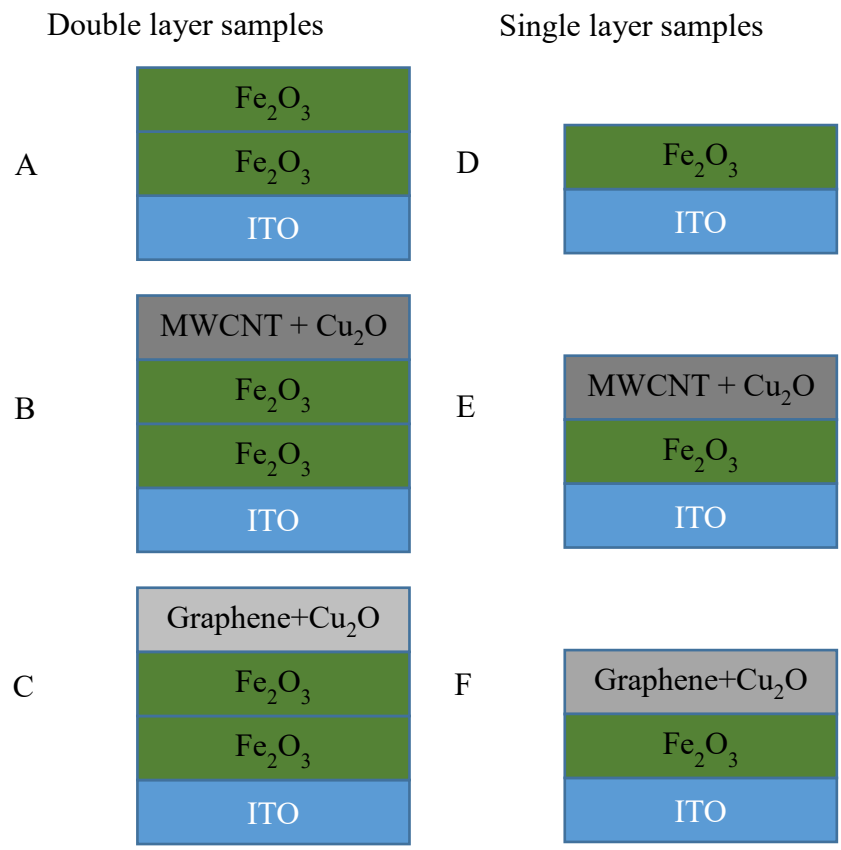 Double layer samples
Single layer samples
A
Fe₂O₃
Fe₂O₃
ITO
D
Fe₂O₃
ITO
B
MWCNT + Cu₂O
Fe₂O₃
Fe₂O₃
ITO
E
MWCNT + Cu₂O
Fe₂O₃
ITO
C
Graphene+Cu₂O
Fe₂O₃
Fe₂O₃
ITO
F
Graphene+Cu₂O
Fe₂O₃
ITO